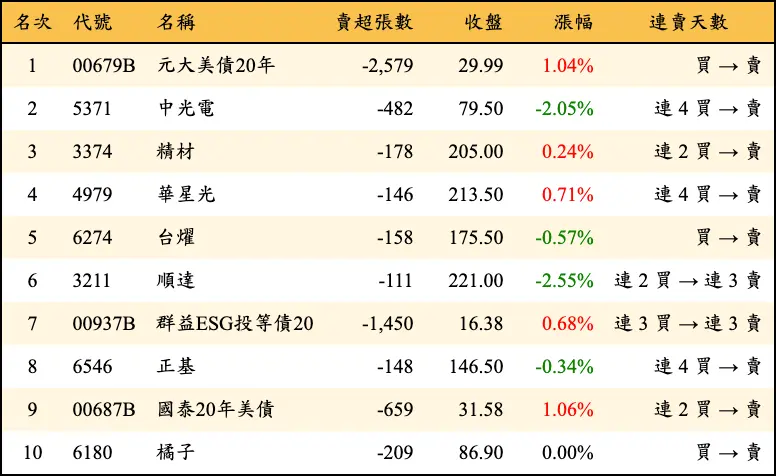 名次 代號 名稱 賣超張數 收盤 漲幅 連賣天數
1 00679B 元大美債20年 -2,579 29.99 1.04% 買 → 賣
2 5371 中光電 -482 79.50 -2.05% 連 4 買 → 賣
3 3374 精材 -178 205.00 0.24% 連 2 買 → 賣
4 4979 華星光 -146 213.50 0.71% 連 4 買 → 賣
5 6274 台燿 -158 175.50 -0.57% 買 → 賣
6 3211 順達 -111 221.00 -2.55% 連 2 買 → 連 3 賣
7 00937B 群益ESG投等債20 -1,450 16.38 0.68% 連 3 買 → 連 3 賣
8 6546 正基 -148 146.50 -0.34% 連 4 買 → 賣
9 00687B 國泰20年美債 -659 31.58 1.06% 連 2 買 → 賣
10 6180 橘子 -209 86.90 0.00% 買 → 賣